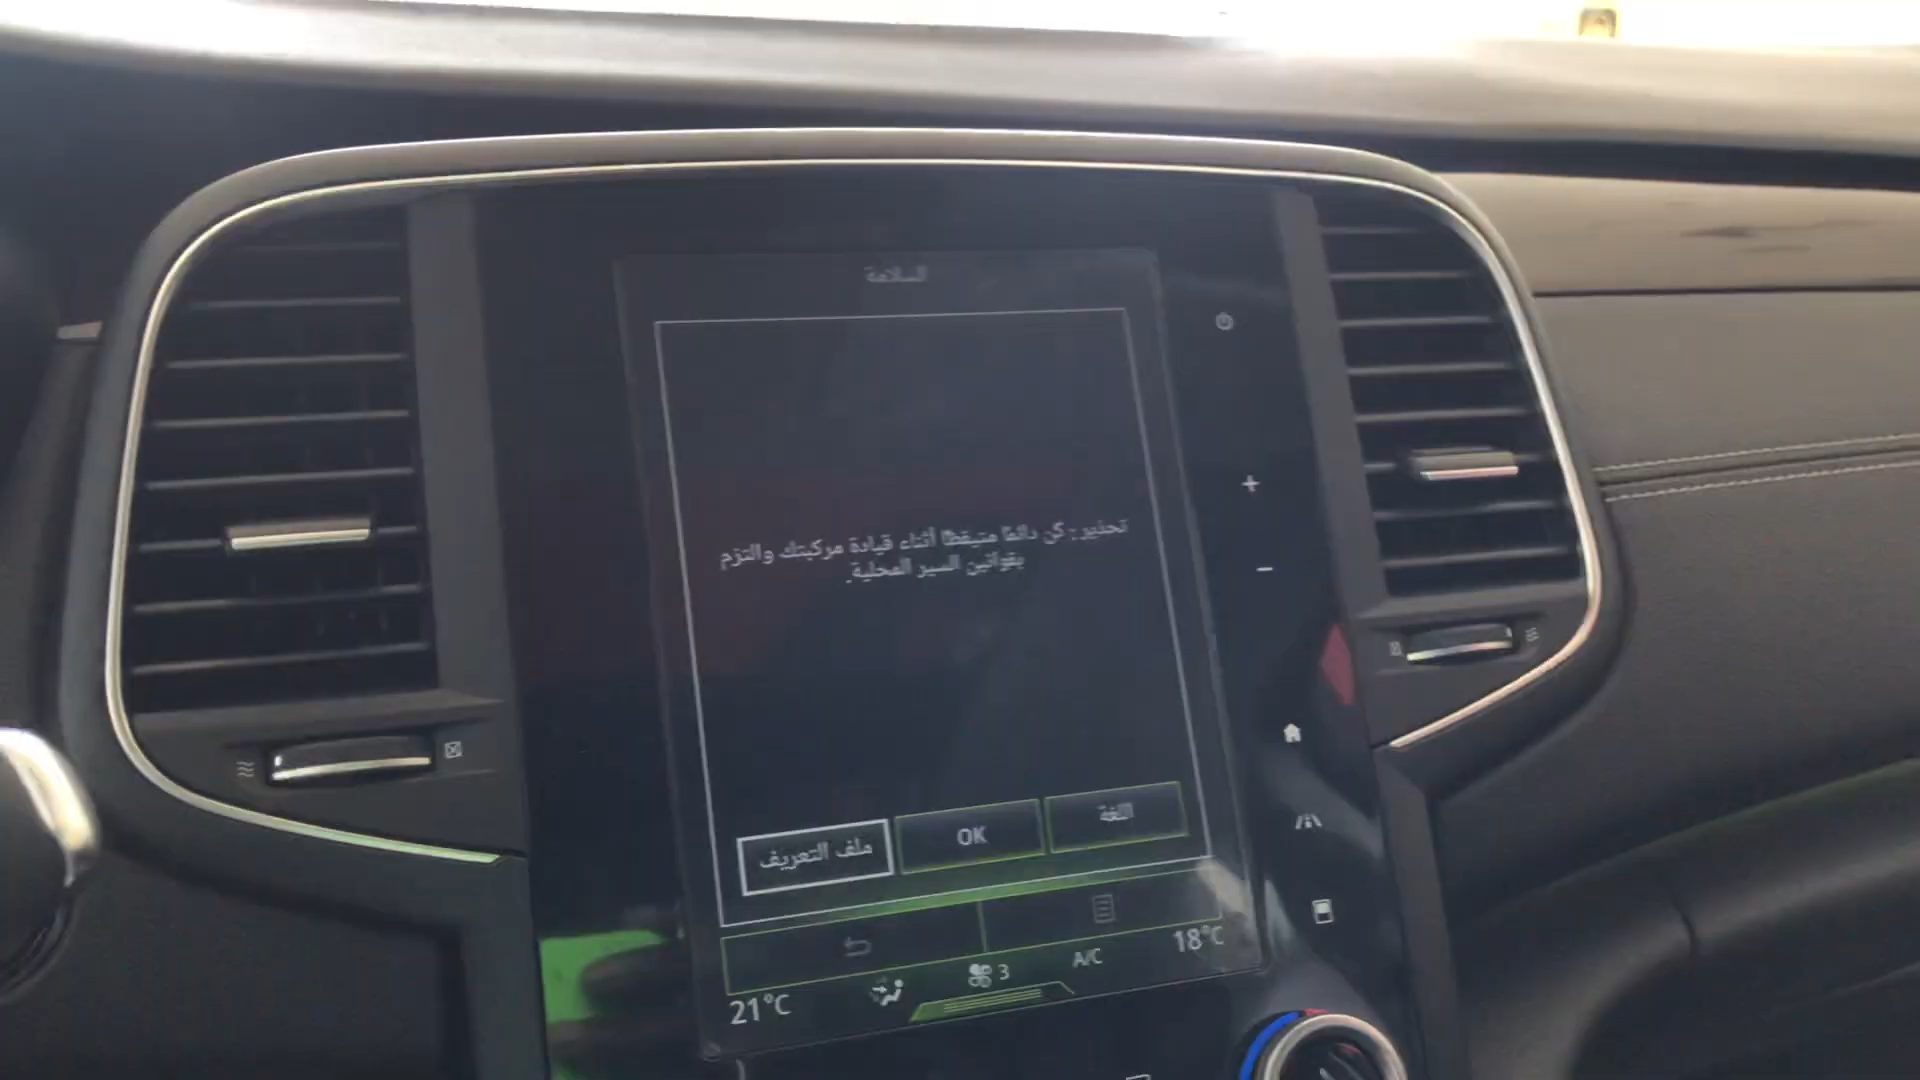 السلامة
تحذير: كن دائمًا متيقظًا أثناء قيادة مركبتك والتزم
بقوانين السير المحلية.
ملف التعريف
OK
اللغة
21°C
3
A/C
18°C